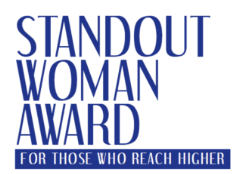 STANDOUT
WOMAN
AWARD
FOR THOSE WHO REACH HIGHER